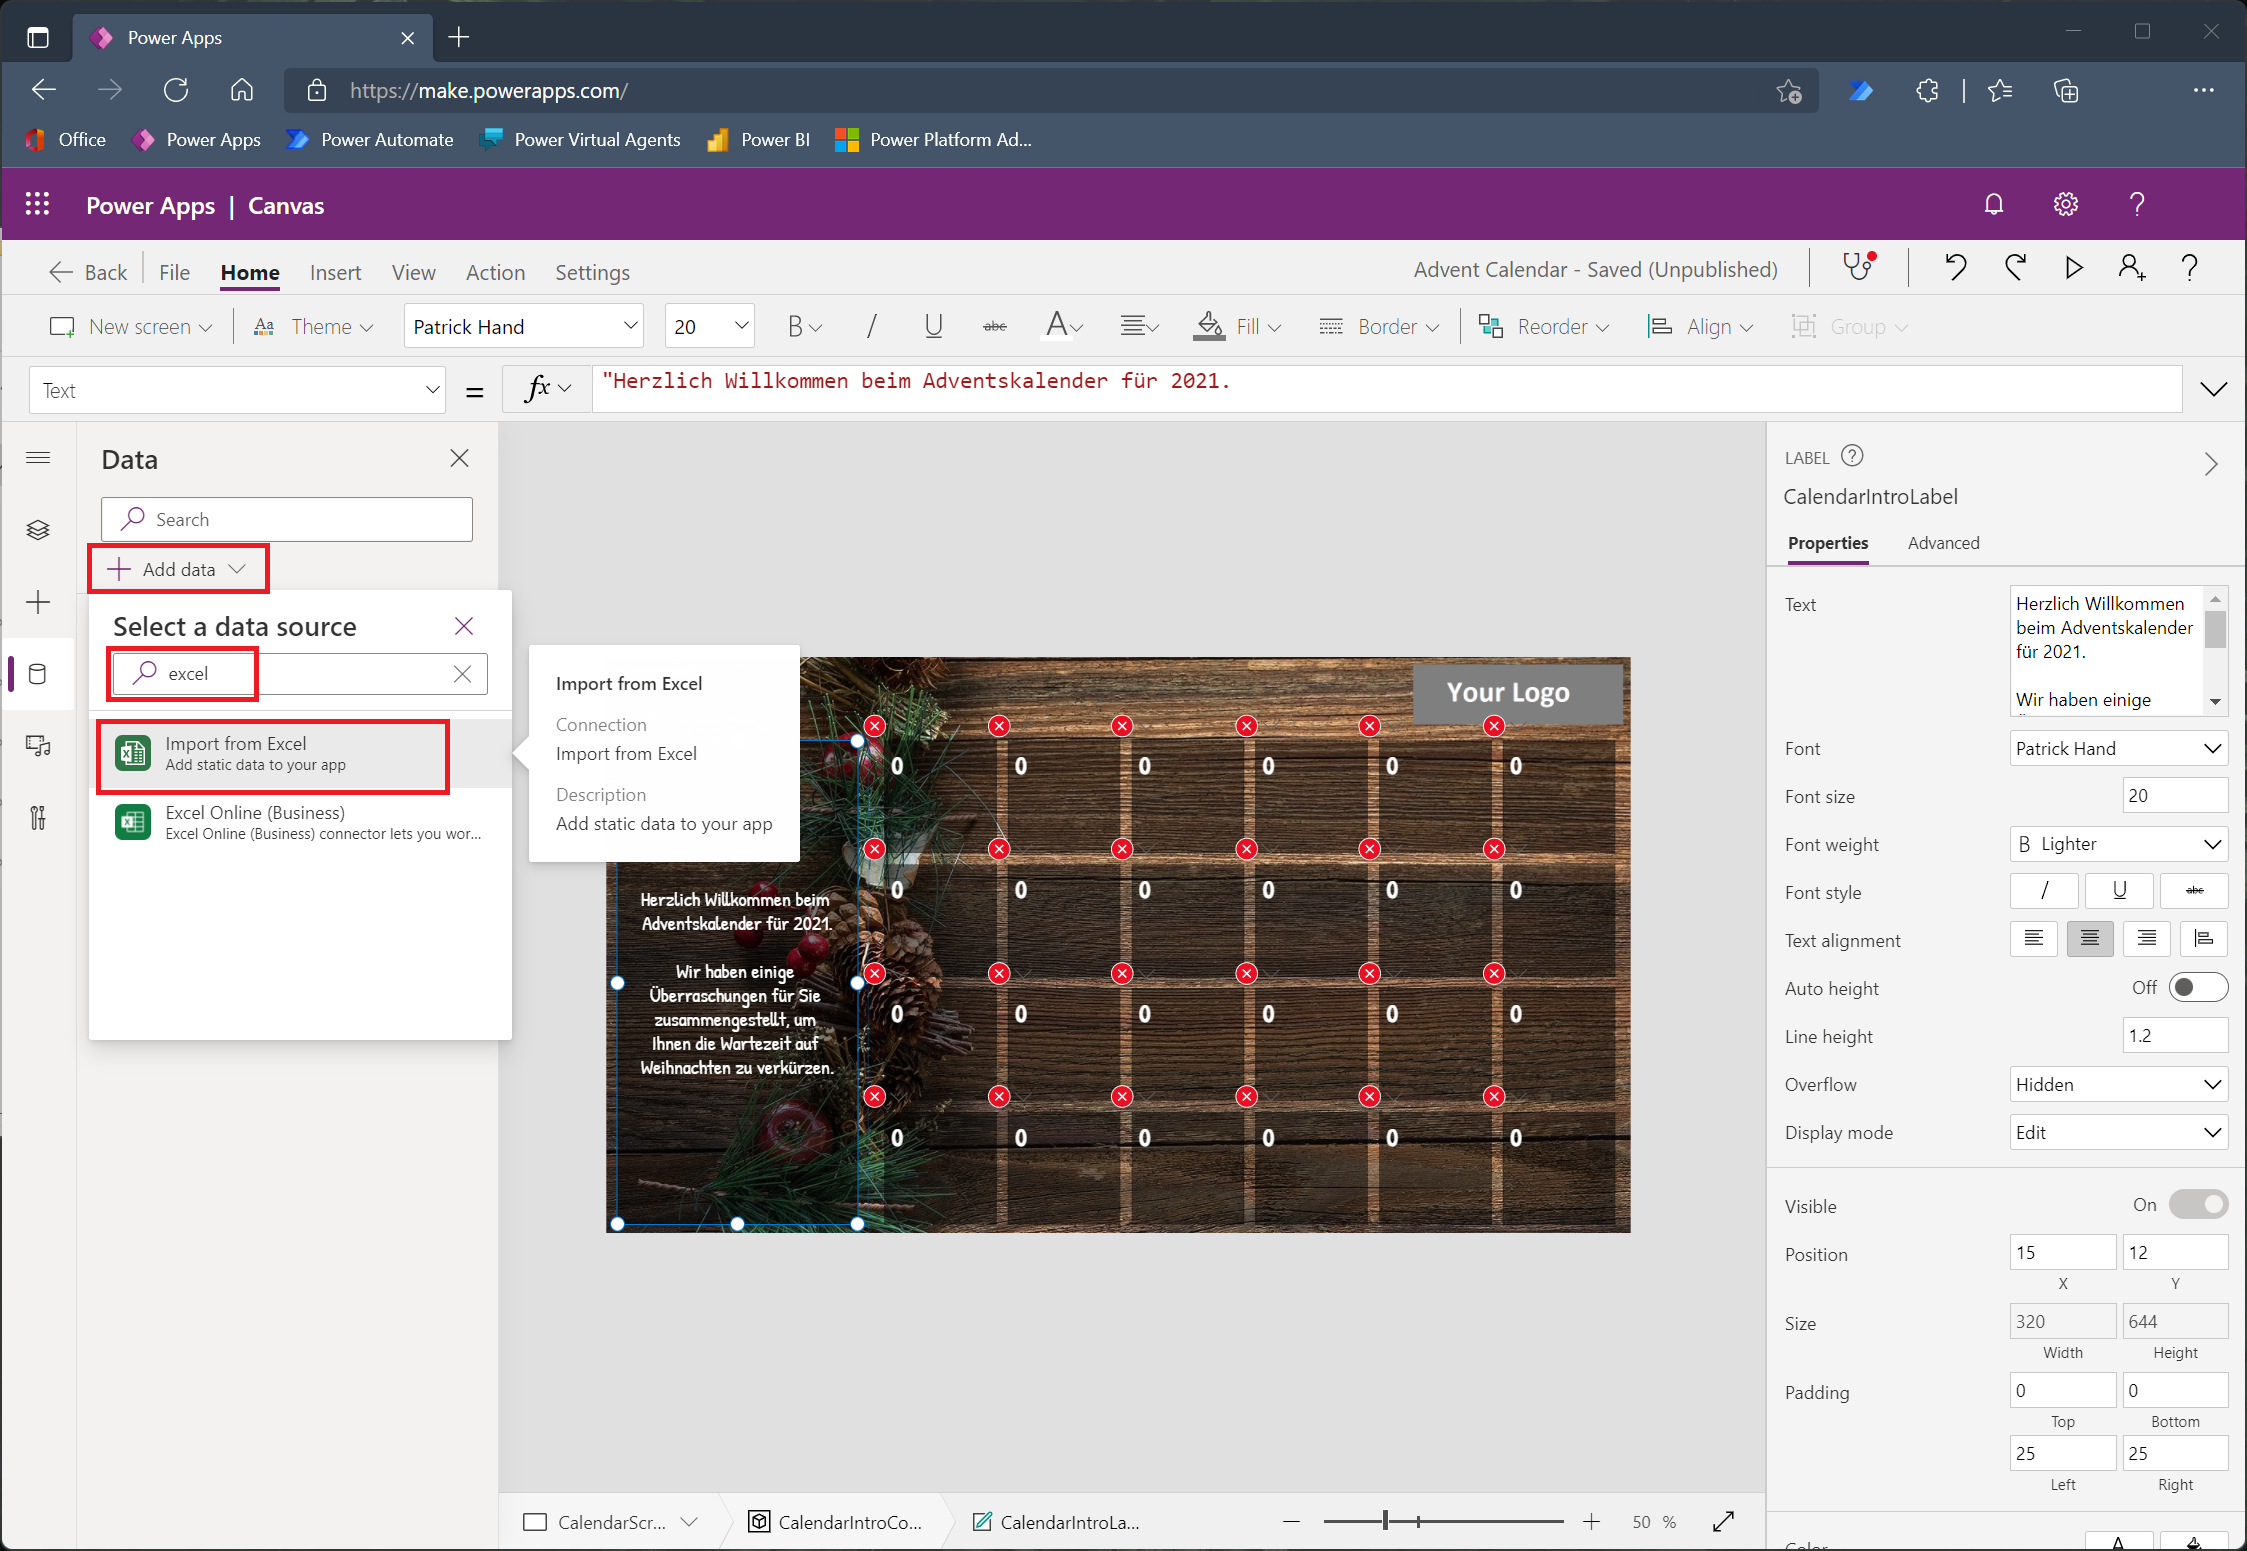 Power Apps
https://make.powerapps.com/
Office
Power Apps
Power Automate
Power Virtual Agents
Power BI
Power Platform Ad...
Power Apps | Canvas
Back
File
Home
Insert
View
Action
Settings
Advent Calendar - Saved (Unpublished)
New screen
Theme
Patrick Hand
20
B
/
U
abc
A
Fill
Border
Reorder
Align
Group
Text
=
fx
"Herzlich Willkommen beim Adventskalender für 2021.
Data
Search
Add data
Select a data source
excel
Import from Excel
Add static data to your app
Excel Online (Business)
Excel Online (Business) connector lets you wor...
Import from Excel
Connection
Import from Excel
Description
Add static data to your app
Your Logo
0 0 0 0 0 0
0 0 0 0 0 0
0 0 0 0 0 0
0 0 0 0 0 0
Herzlich Willkommen beim
Adventskalender für 2021.
Wir haben einige
Überraschungen für Sie
zusammengestellt, um
Ihnen die Wartezeit auf
Weihnachten zu verkürzen.
CalendarScr...
CalendarIntroCo...
CalendarIntroLa...
50 %
LABEL
CalendarIntroLabel
Properties
Advanced
Text
Herzlich Willkommen
beim Adventskalender
für 2021.
Wir haben einige
Font
Patrick Hand
Font size
20
Font weight
B Lighter
Font style
/
U
abc
Text alignment
Auto height
Off
Line height
1.2
Overflow
Hidden
Display mode
Edit
Visible
On
Position
15
12
X
Y
Size
320
644
Width
Height
Padding
0
0
Top
Bottom
25
25
Left
Right
Color
A